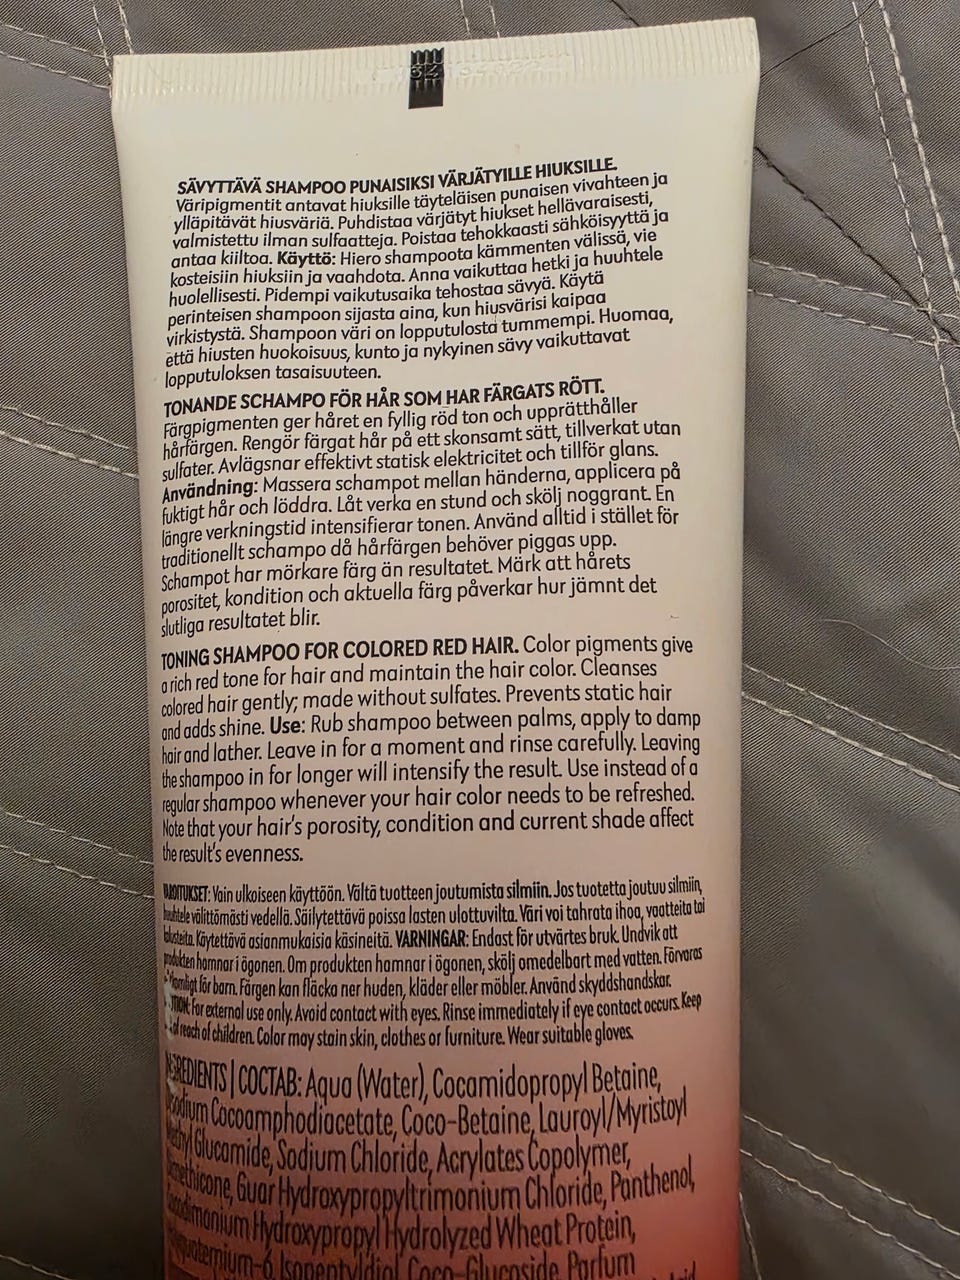 SÄVYTTÄVÄ SHAMPOO PUNAISIKSI VÄRJÄTYILLE HIUKSILLE.
Väripigmentit antavat hiuksille täyteläisen punaisen vivahteen ja
ylläpitävät hiusväriä. Puhdistaa värjätyt hiukset hellävaraisesti,
valmistettu ilman sulfaatteja. Poistaa tehokkaasti sähköisyyttä ja
antaa kiiltoa. Käyttö: Hiero shampoota kämmenten välissä, vie
kosteisiin hiuksiin ja vaahdota. Anna vaikuttaa hetki ja huuhtele
huolellisesti. Pidempi vaikutusaika tehostaa sävyä. Käytä
perinteisen shampoon sijasta aina, kun hiusvärisi kaipaa
virkistystä. Shampoon väri on lopputulosta tummempi. Huomaa,
että hiusten huokoisuus, kunto ja nykyinen sävy vaikuttavat
lopputuloksen tasaisuuteen.
TONANDE SCHAMPO FÖR HÅR SOM HAR FÄRGATS RÖTT.
Färgpigmenten ger håret en fyllig röd ton och upprätthåller
hårfärgen. Rengör färgat hår på ett skonsamt sätt, tillverkat utan
sulfater. Avlägsnar effektivt statisk elektricitet och tillför glans.
Användning: Massera schampot mellan händerna, applicera på
fuktigt hår och löddra. Låt verka en stund och skölj noggrant. En
längre verkningstid intensifierar tonen. Använd alltid i stället för
traditionellt schampo då hårfärgen behöver piggas upp.
Schampot har mörkare färg än resultatet. Märk att hårets
porositet, kondition och aktuella färg påverkar hur jämnt det
slutliga resultatet blir.
TONING SHAMPOO FOR COLORED RED HAIR. Color pigments give
a rich red tone for hair and maintain the hair color. Cleanses
colored hair gently; made without sulfates. Prevents static hair
and adds shine. Use: Rub shampoo between palms, apply to damp
hair and lather. Leave in for a moment and rinse carefully. Leaving
the shampoo in for longer will intensify the result. Use instead of a
regular shampoo whenever your hair color needs to be refreshed.
Note that your hair's porosity, condition and current shade affect
the result's evenness.
VAROITUKSET: Vain ulkoiseen käyttöön. Vältä tuotteen joutumista silmiin. Jos tuotetta joutuu silmiin,
huuhtele välittömästi vedellä. Säilytettävä poissa lasten ulottuvilta. Väri voi tahrata ihoa, vaatteita tai
kalusteita. Käytettävä asianmukaisia käsineitä. VARNINGAR: Endast för utvärtes bruk. Undvik att
produkten hamnar i ögonen. Om produkten hamnar i ögonen, skölj omedelbart med vatten. Förvaras
för barn. Färgen kan fläcka ner huden, kläder eller möbler. Använd skyddshandskar.
For external use only. Avoid contact with eyes. Rinse immediately if eye contact occurs. Keep
of reach of children. Color may stain skin, clothes or furniture. Wear suitable gloves.
INGREDIENTS | СОСТАВ: Aqua (Water), Cocamidopropyl Betaine,
Disodium Cocoamphodiacetate, Coco-Betaine, Lauroyl/Myristoyl
Methyl Glucamide, Sodium Chloride, Acrylates Copolymer,
Dimethicone, Guar Hydroxypropyltrimonium Chloride, Panthenol,
Cocodimonium Hydroxypropyl Hydrolyzed Wheat Protein,
Isopentyldiol, Coco-Glucoside, Parfum